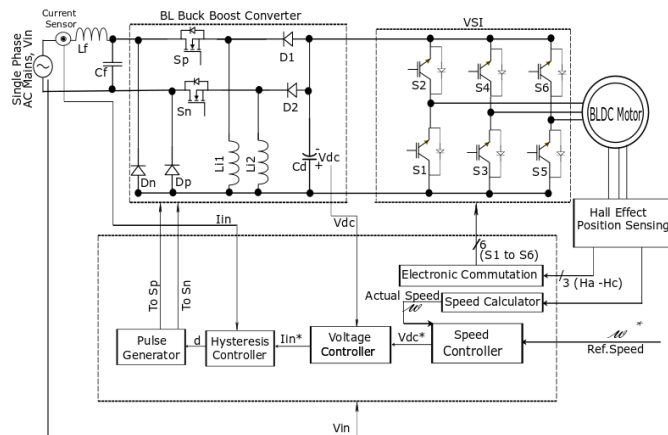 BL Buck Boost Converter
VSI
Current
Sensor
Lf
Single Phase
AC Mains, Vin
Cf
Sp
D1
Sn
D2
S2
S4
S6
BLDC Motor
Dn
Dp
Li1
Li2
Cd
-
+
Vdc
S1
S3
S5
Iin
Vdc
6
(S1 to S6)
Hall Effect
Position Sensing
Electronic Commutation
3 (Ha -Hc)
To Sp
To Sn
Actual Speed
w
Speed Calculator
Pulse
Generator
d
Hysteresis
Controller
Iin*
Voltage
Controller
Vdc*
Speed
Controller
w*
Ref.Speed
Vin